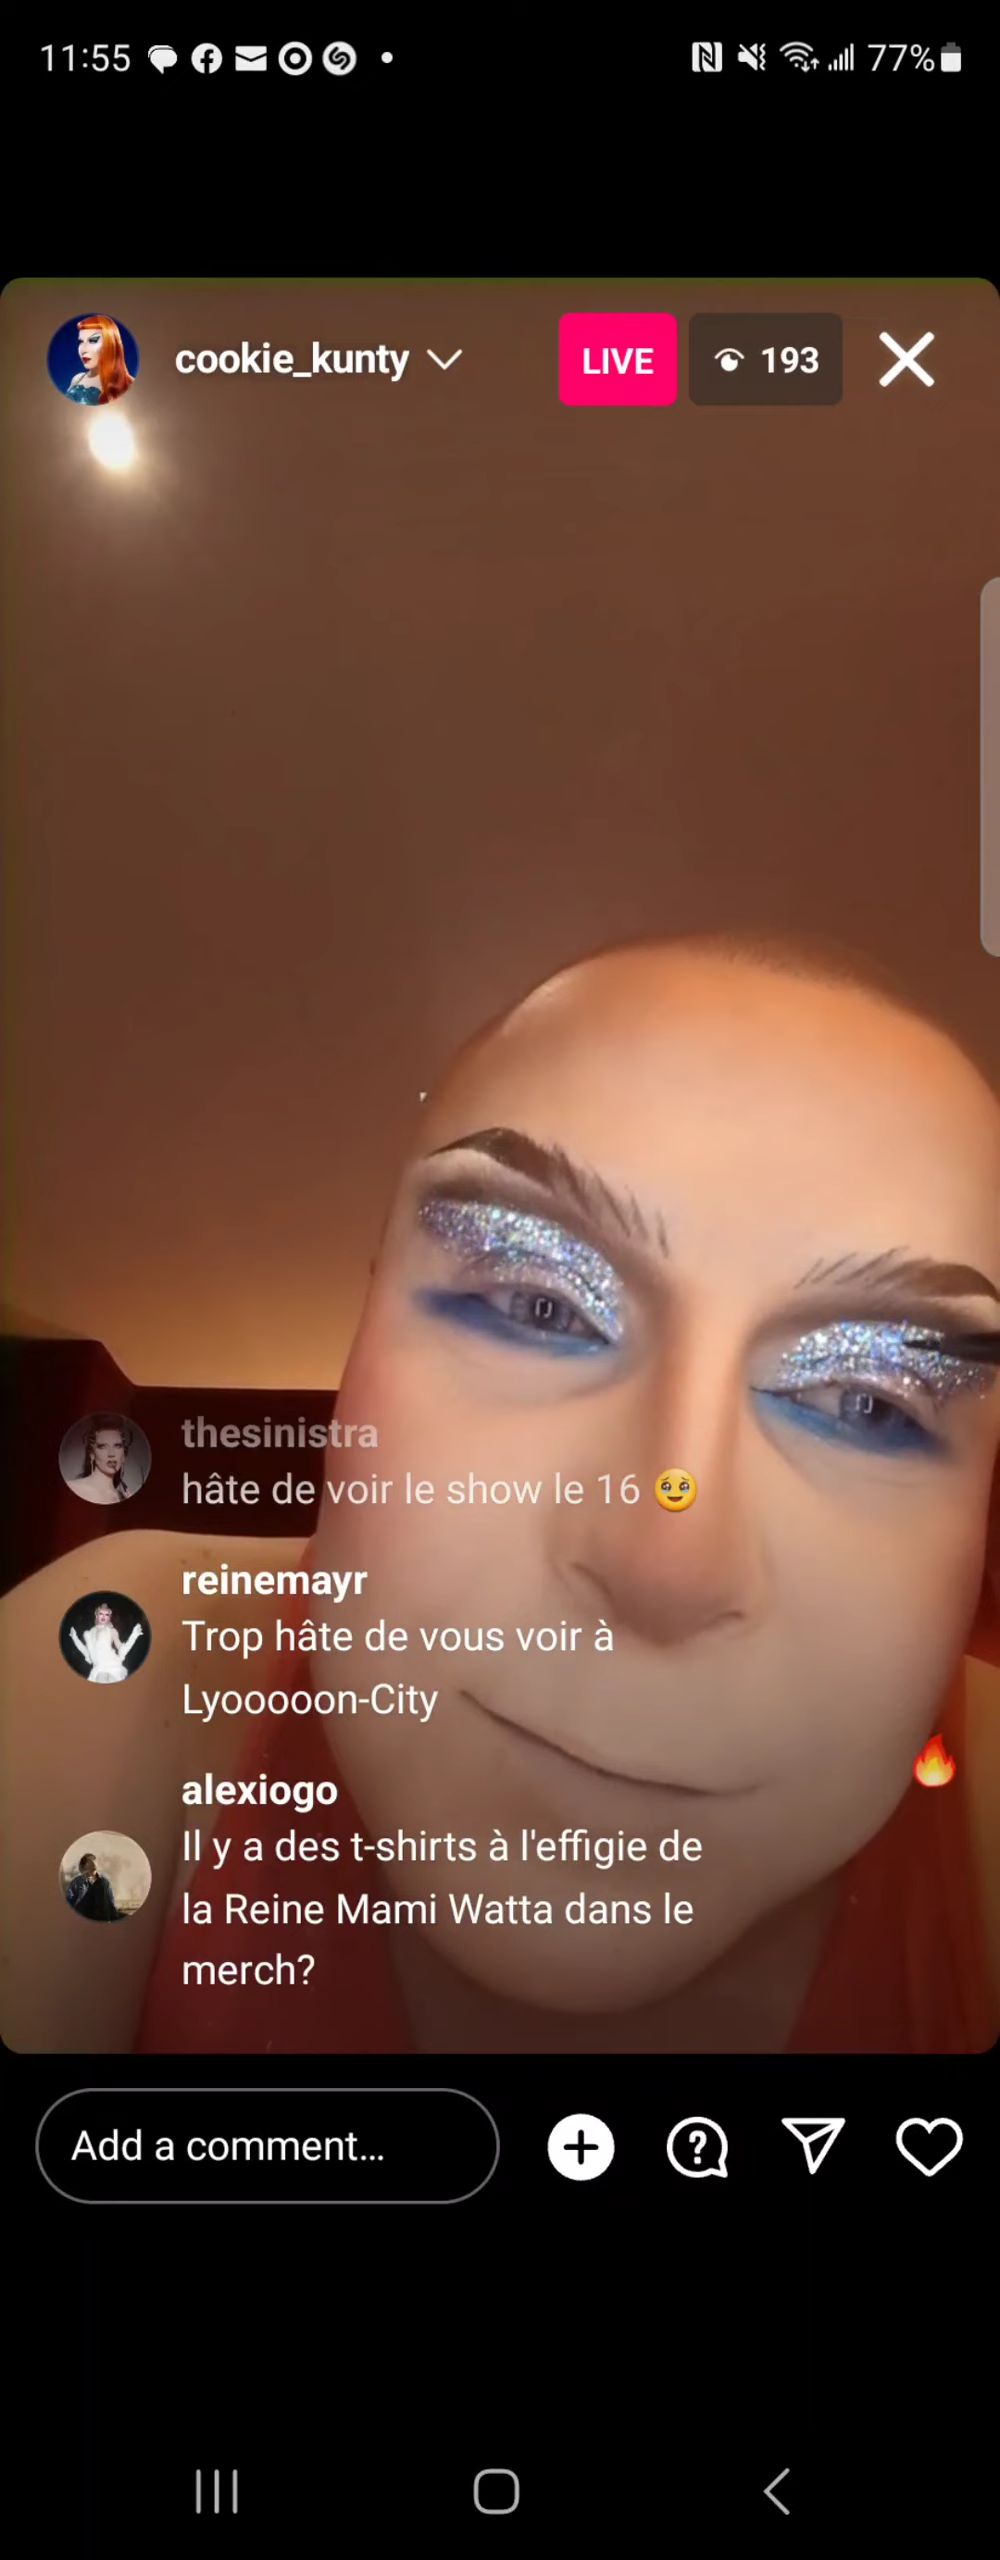 11:55
77%
cookie_kunty
LIVE
193
thesinistra
hâte de voir le show le 16 🥹
reinemayr
Trop hâte de vous voir à
Lyooooon-City
alexiogo
Il y a des t-shirts à l'effigie de
la Reine Mami Watta dans le
merch?
Add a comment...